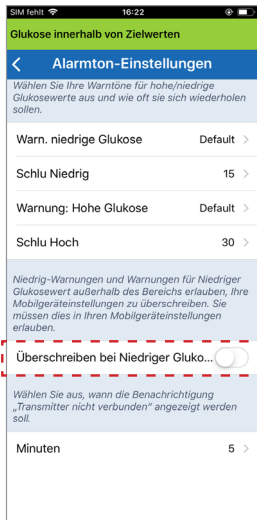 SIM fehlt 16:22
Glukose innerhalb von Zielwerten
Alarmton-Einstellungen
Wählen Sie Ihre Warntöne für hohe/niedrige
Glukosewerte aus und wie oft sie sich wiederholen
sollen.
Warn. niedrige Glukose Default
Schlu Niedrig 15
Warnung: Hohe Glukose Default
Schlu Hoch 30
Niedrig-Warnungen und Warnungen für Niedriger
Glukosewert außerhalb des Bereichs erlauben, Ihre
Mobilgeräteinstellungen zu überschreiben. Sie
müssen dies in Ihren Mobilgeräteinstellungen
erlauben.
Überschreiben bei Niedriger Gluko...
Wählen Sie aus, wann die Benachrichtigung
„Transmitter nicht verbunden" angezeigt werden
soll.
Minuten 5